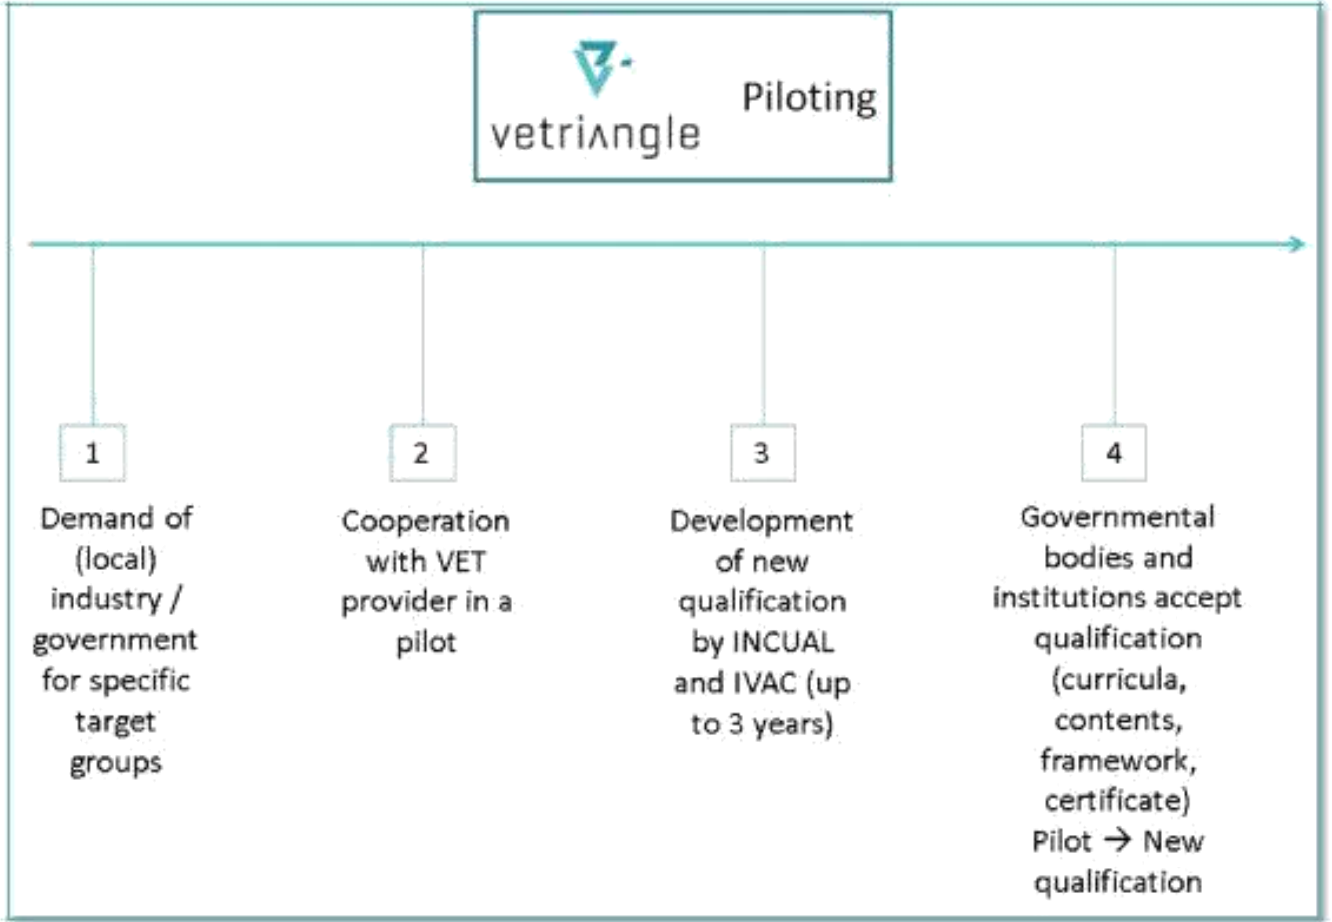 vetriangle
Piloting
1
Demand of
(local)
industry /
government
for specific
target
groups
2
Cooperation
with VET
provider in a
pilot
3
Development
of new
qualification
by INCUAL
and IVAC (up
to 3 years)
4
Governmental
bodies and
institutions accept
qualification
(curricula,
contents,
framework,
certificate)
Pilot → New
qualification